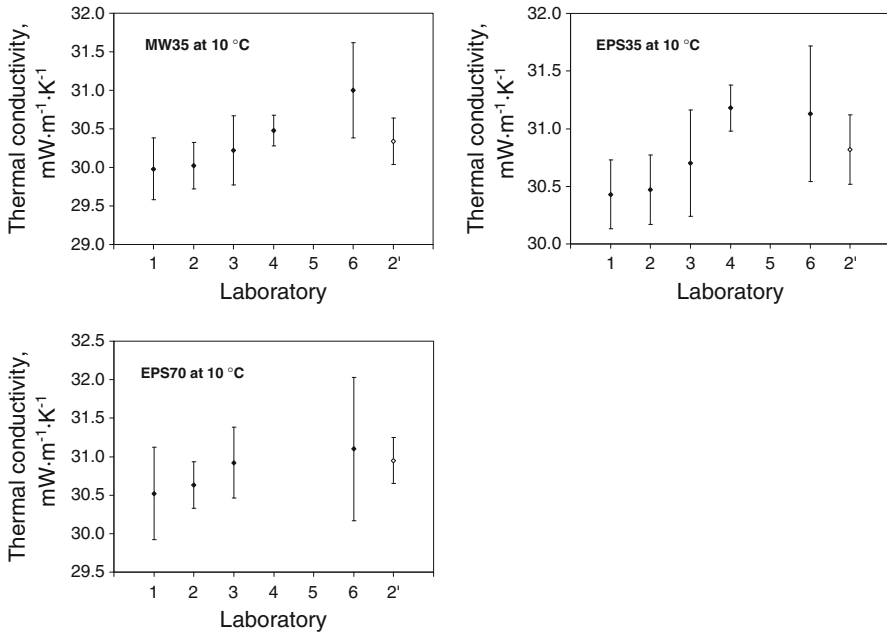 Thermal conductivity,
mW·m⁻¹·K⁻¹
32.0
31.5
31.0
30.5
30.0
29.5
29.0
MW35 at 10 °C
1 2 3 4 5 6 2'
Laboratory
Thermal conductivity,
mW·m⁻¹·K⁻¹
32.0
31.5
31.0
30.5
30.0
EPS35 at 10 °C
1 2 3 4 5 6 2'
Laboratory
Thermal conductivity,
mW·m⁻¹·K⁻¹
32.5
32.0
31.5
31.0
30.5
30.0
29.5
EPS70 at 10 °C
1 2 3 4 5 6 2'
Laboratory